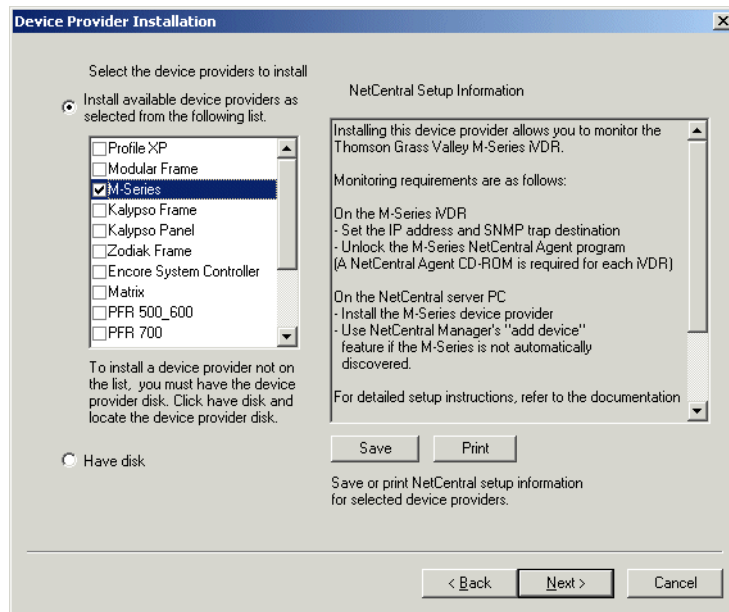 Device Provider Installation
Select the device providers to install
Install available device providers as
selected from the following list.
Profile XP
Modular Frame
M-Series
Kalypso Frame
Kalypso Panel
Zodiak Frame
Encore System Controller
Matrix
PFR 500_600
PFR 700
To install a device provider not on
the list, you must have the device
provider disk. Click have disk and
locate the device provider disk.
Have disk
NetCentral Setup Information
Installing this device provider allows you to monitor the
Thomson Grass Valley M-Series iVDR.
Monitoring requirements are as follows:
On the M-Series iVDR
- Set the IP address and SNMP trap destination
- Unlock the M-Series NetCentral Agent program
(A NetCentral Agent CD-ROM is required for each iVDR)
On the NetCentral server PC
- Install the M-Series device provider
- Use NetCentral Manager's "add device"
feature if the M-Series is not automatically
discovered.
For detailed setup instructions, refer to the documentation
Save Print
Save or print NetCentral setup information
for selected device providers.
< Back Next > Cancel